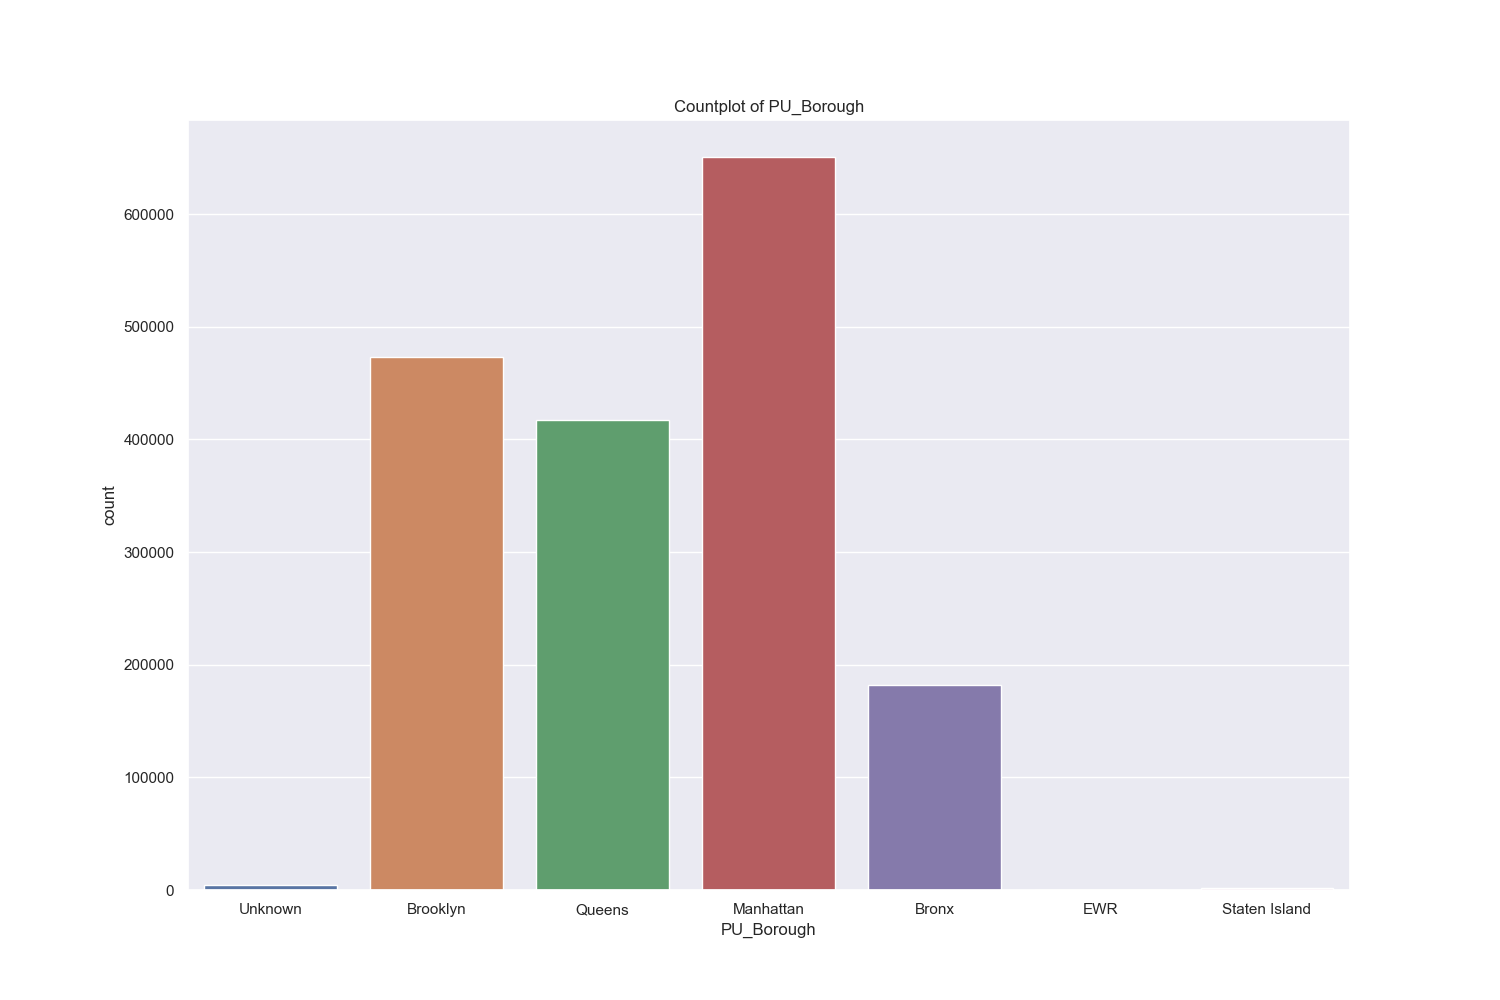 Countplot of PU_Borough
600000
500000
400000
300000
200000
100000
0
count
Unknown Brooklyn Queens Manhattan Bronx EWR Staten Island
PU_Borough